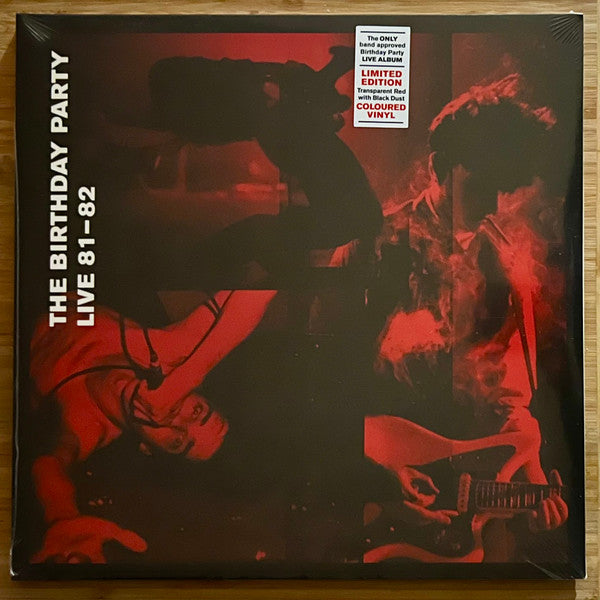 THE BIRTHDAY PARTY
LIVE 81–82
The ONLY
band approved
Birthday Party
LIVE ALBUM
LIMITED
EDITION
Transparent Red
with Black Dust
COLOURED
VINYL